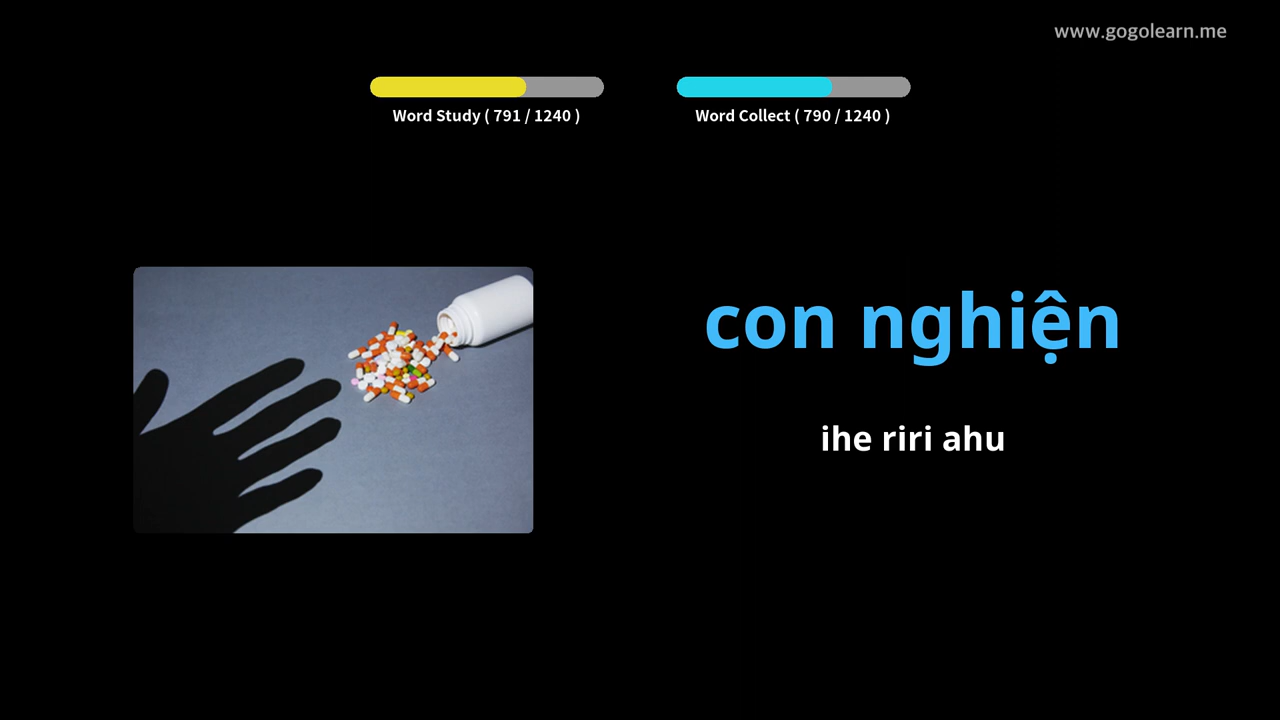 www.gogolearn.me
Word Study ( 791 / 1240 )
Word Collect ( 790 / 1240 )
con nghiện
ihe riri ahu